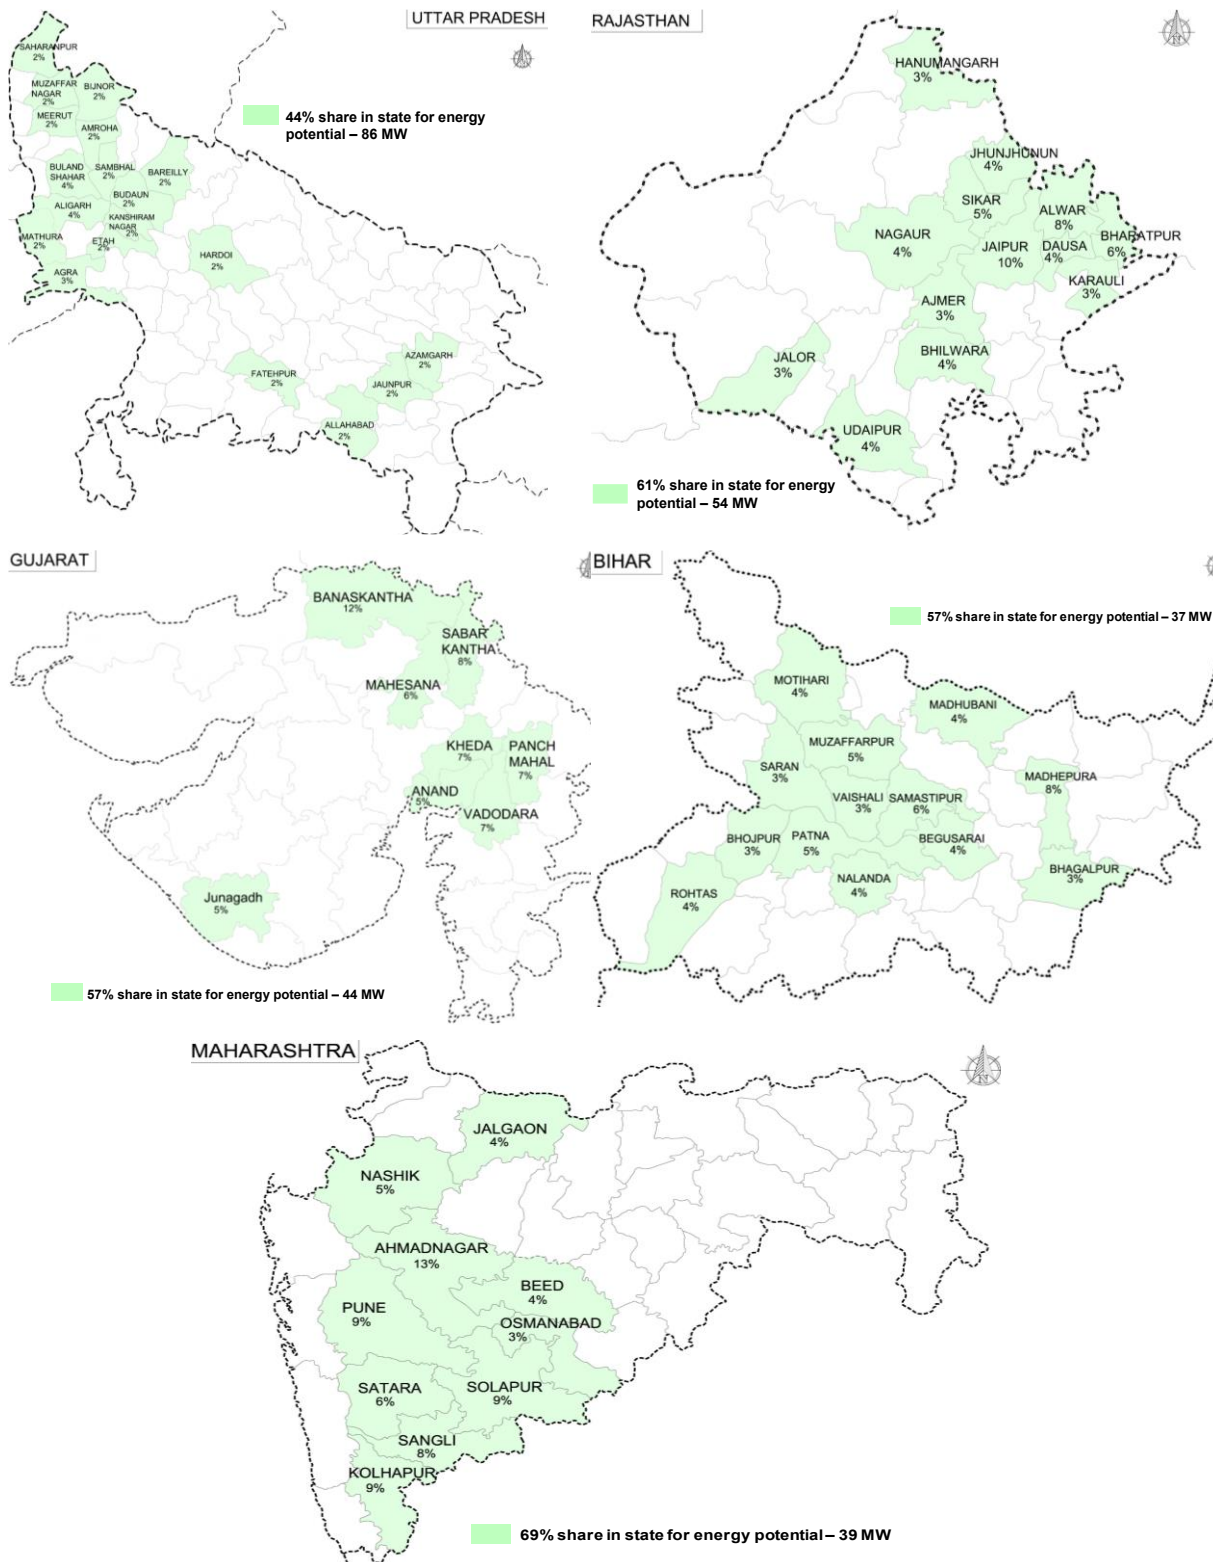 UTTAR PRADESH
SAHARANPUR
2%
MUZAFFAR
NAGAR
2%
BIJNOR
2%
MEERUT
2%
AMROHA
2%
44% share in state for energy
potential – 86 MW
BULAND
SHAHAR
4%
SAMBHAL
2%
BAREILLY
2%
BUDAUN
2%
ALIGARH
4%
KANSHIRAM
NAGAR
2%
MATHURA
2%
ETAH
2%
AGRA
3%
HARDOI
2%
FATEHPUR
2%
AZAMGARH
2%
JAUNPUR
2%
ALLAHABAD
2%
RAJASTHAN
N
HANUMANGARH
3%
JHUNJHUNUN
4%
SIKAR
5%
ALWAR
8%
NAGAUR
4%
JAIPUR
10%
DAUSA
4%
BHARATPUR
6%
KARAULI
3%
AJMER
3%
JALOR
3%
BHILWARA
4%
UDAIPUR
4%
61% share in state for energy
potential – 54 MW
GUJARAT
BANASKANTHA
12%
SABAR
KANTHA
8%
MAHESANA
6%
KHEDA
7%
PANCH
MAHAL
7%
ANAND
5%
VADODARA
7%
Junagadh
5%
57% share in state for energy potential – 44 MW
BIHAR
57% share in state for energy potential – 37 MW
MOTIHARI
4%
MADHUBANI
4%
MUZAFFARPUR
5%
SARAN
3%
MADHEPURA
8%
VAISHALI
3%
SAMASTIPUR
6%
BHOJPUR
3%
PATNA
5%
BEGUSARAI
4%
ROHTAS
4%
NALANDA
4%
BHAGALPUR
3%
MAHARASHTRA
N
JALGAON
4%
NASHIK
5%
AHMADNAGAR
13%
BEED
4%
PUNE
9%
OSMANABAD
3%
SATARA
6%
SOLAPUR
9%
SANGLI
8%
KOLHAPUR
9%
69% share in state for energy potential – 39 MW